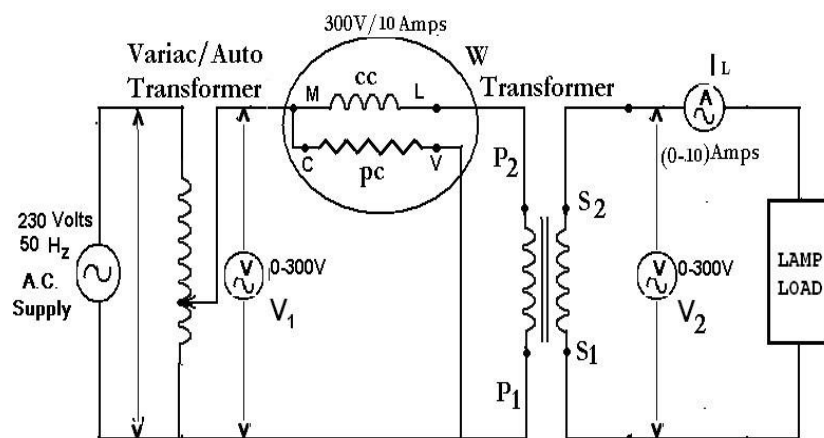 300V/10 Amps
Variac/Auto
Transformer
W
Transformer
M
cc
L
C
pc
V
I L
A
(0-.10)Amps
P2
S2
230 Volts
50 Hz
A.C.
Supply
V
0-300V
V1
V
0-300V
V2
LAMP
LOAD
P1
S1